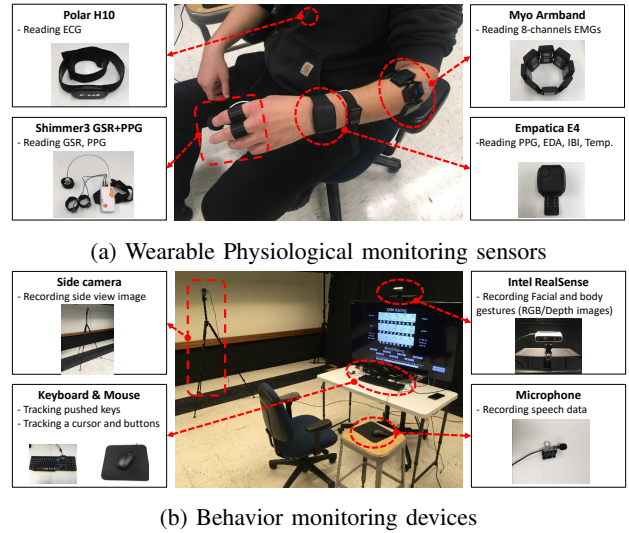 Polar H10
- Reading ECG
Myo Armband
- Reading 8-channels EMGs
Shimmer3 GSR+PPG
- Reading GSR, PPG
Empatica E4
-Reading PPG, EDA, IBI, Temp.
(a) Wearable Physiological monitoring sensors
Side camera
- Recording side view image
Intel RealSense
- Recording Facial and body
gestures (RGB/Depth images)
SAM Rating
Keyboard & Mouse
- Tracking pushed keys
- Tracking a cursor and buttons
Microphone
- Recording speech data
(b) Behavior monitoring devices